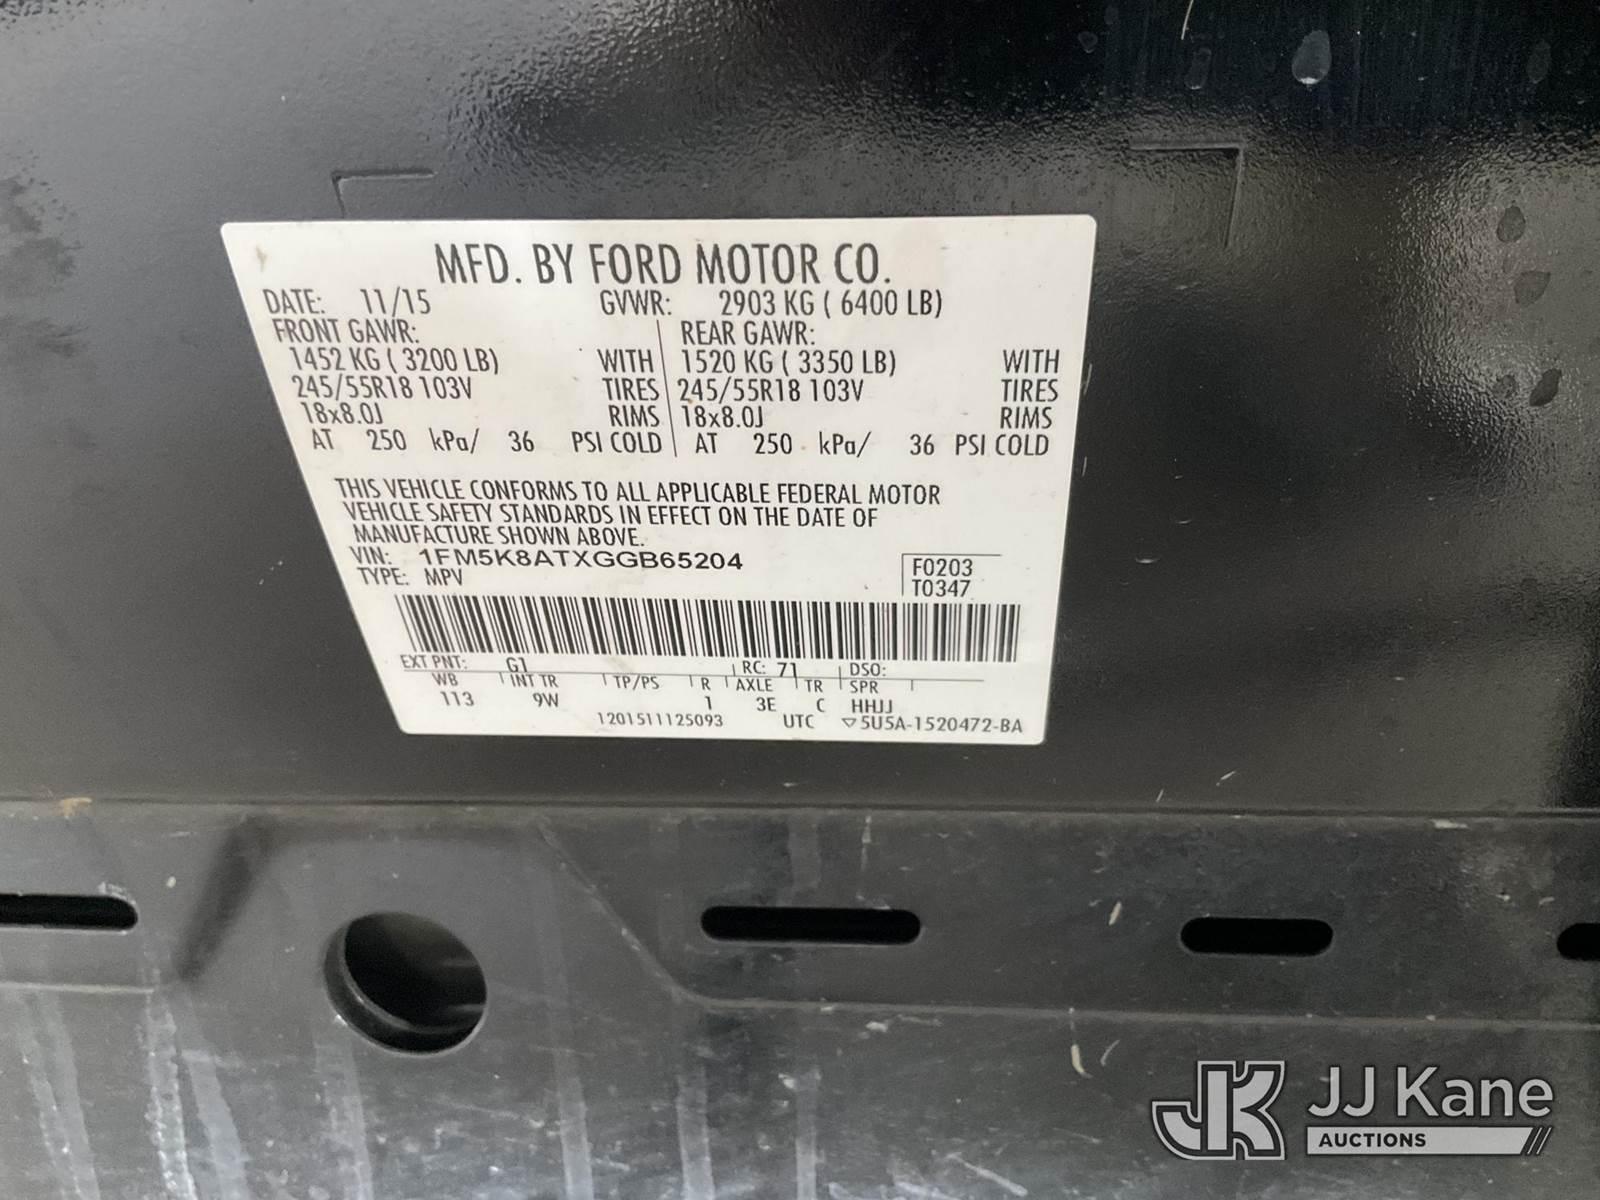 MFD. BY FORD MOTOR CO.
DATE: 11/15 GVWR: 2903 KG ( 6400 LB)
FRONT GAWR: REAR GAWR:
1452 KG ( 3200 LB) WITH 1520 KG ( 3350 LB) WITH
245/55R18 103V TIRES 245/55R18 103V TIRES
18x8.0J RIMS 18x8.0J RIMS
AT 250 kPa/ 36 PSI COLD AT 250 kPa/ 36 PSI COLD
THIS VEHICLE CONFORMS TO ALL APPLICABLE FEDERAL MOTOR
VEHICLE SAFETY STANDARDS IN EFFECT ON THE DATE OF
MANUFACTURE SHOWN ABOVE.
VIN: 1FM5K8ATXGGB65204 F0203
TYPE: MPV T0347
EXT PNT: G1 RC: 71 DSO:
WB INT TR TP/PS R AXLE TR SPR
113 9W 1 3E C HHJJ
1201511125093 UTC ▽5U5A-1520472-BA
JK JJ Kane
AUCTIONS